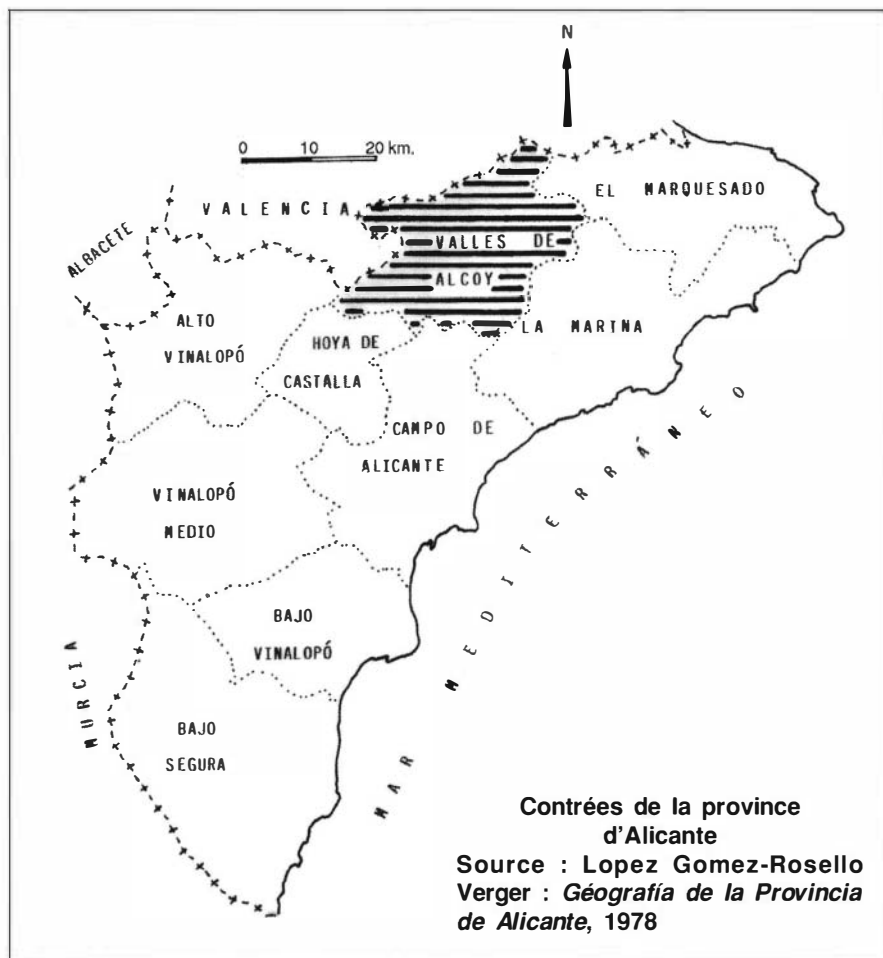 N
0 10 20 km.
EL MARQUESADO
VALENCIA
ALBACETE
VALLES DE
ALCOY
ALTO
VINALOPÓ
HOYA DE
CASTALLA
LA MARINA
CAMPO DE
ALICANTE
VINALOPÓ
MEDIO
MAR MEDITERRÁNEO
BAJO
VINALOPÓ
MURCIA
BAJO
SEGURA
Contrées de la province
d'Alicante
Source : Lopez Gomez-Rosello
Verger : Géografía de la Provincia
de Alicante, 1978